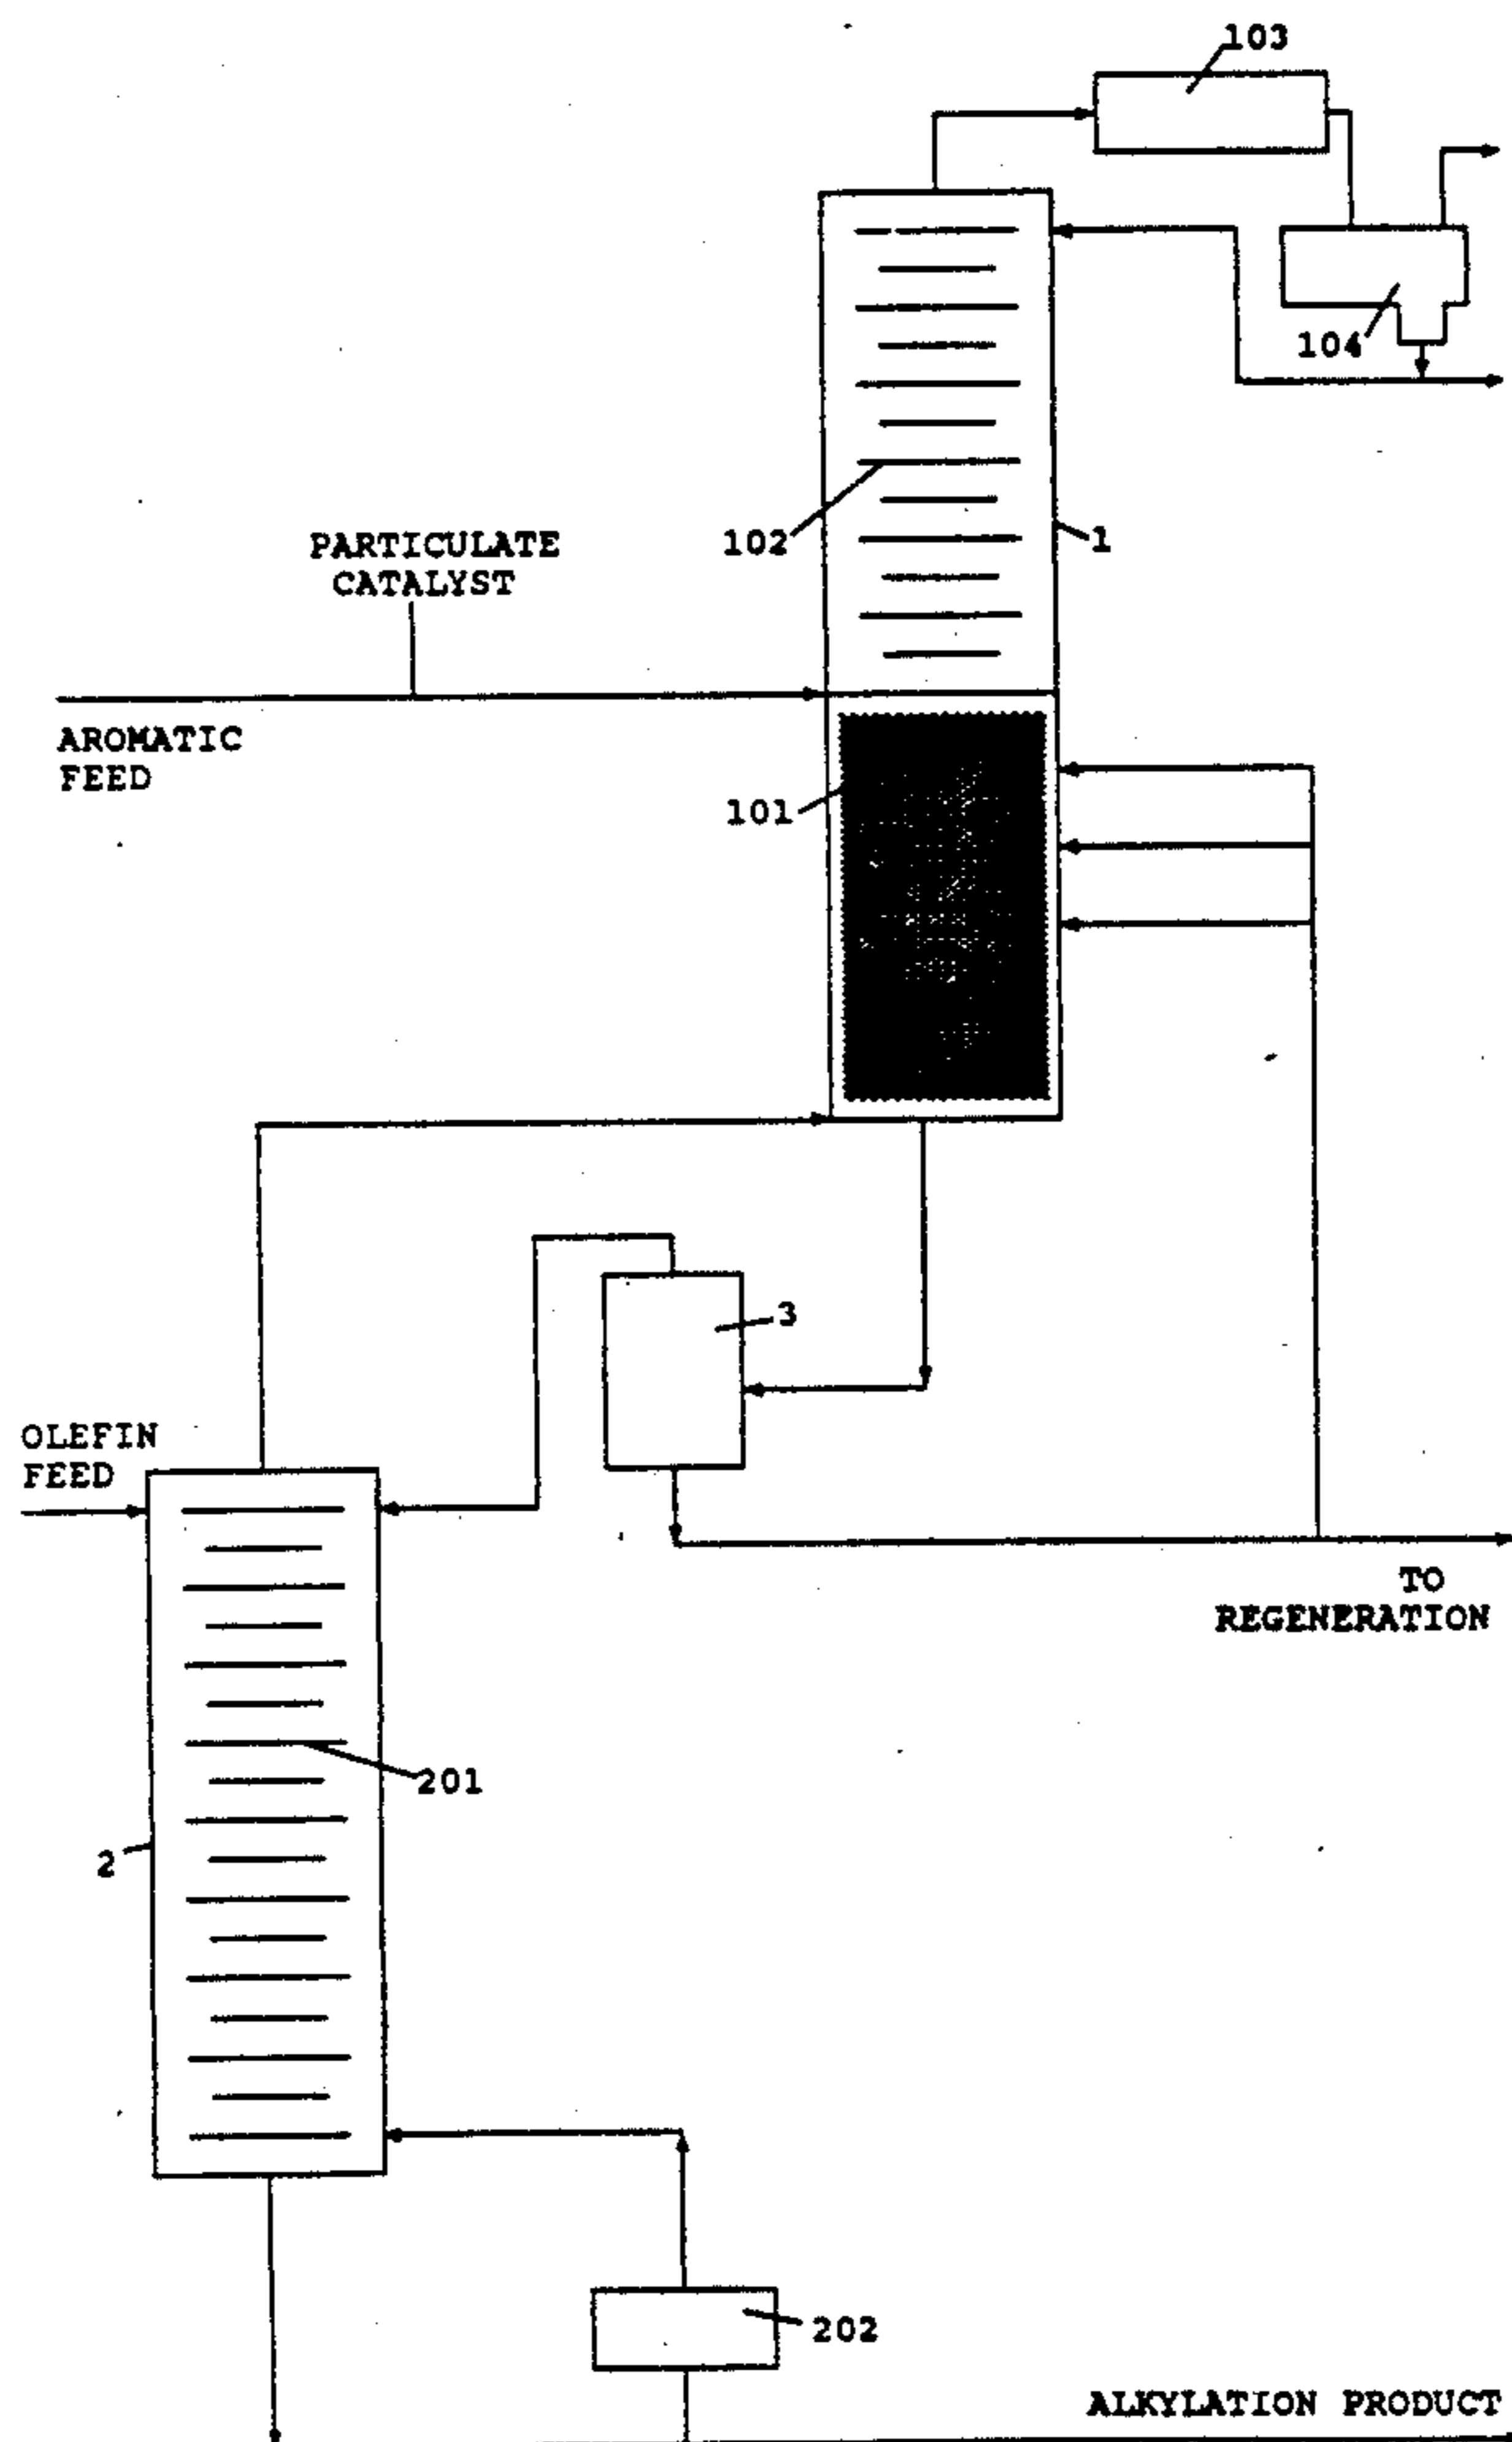 103
104
102
1
PARTICULATE
CATALYST
AROMATIC
FEED
101
3
OLEFIN
FEED
TO
REGENERATION
201
2
202
ALKYLATION PRODUCT